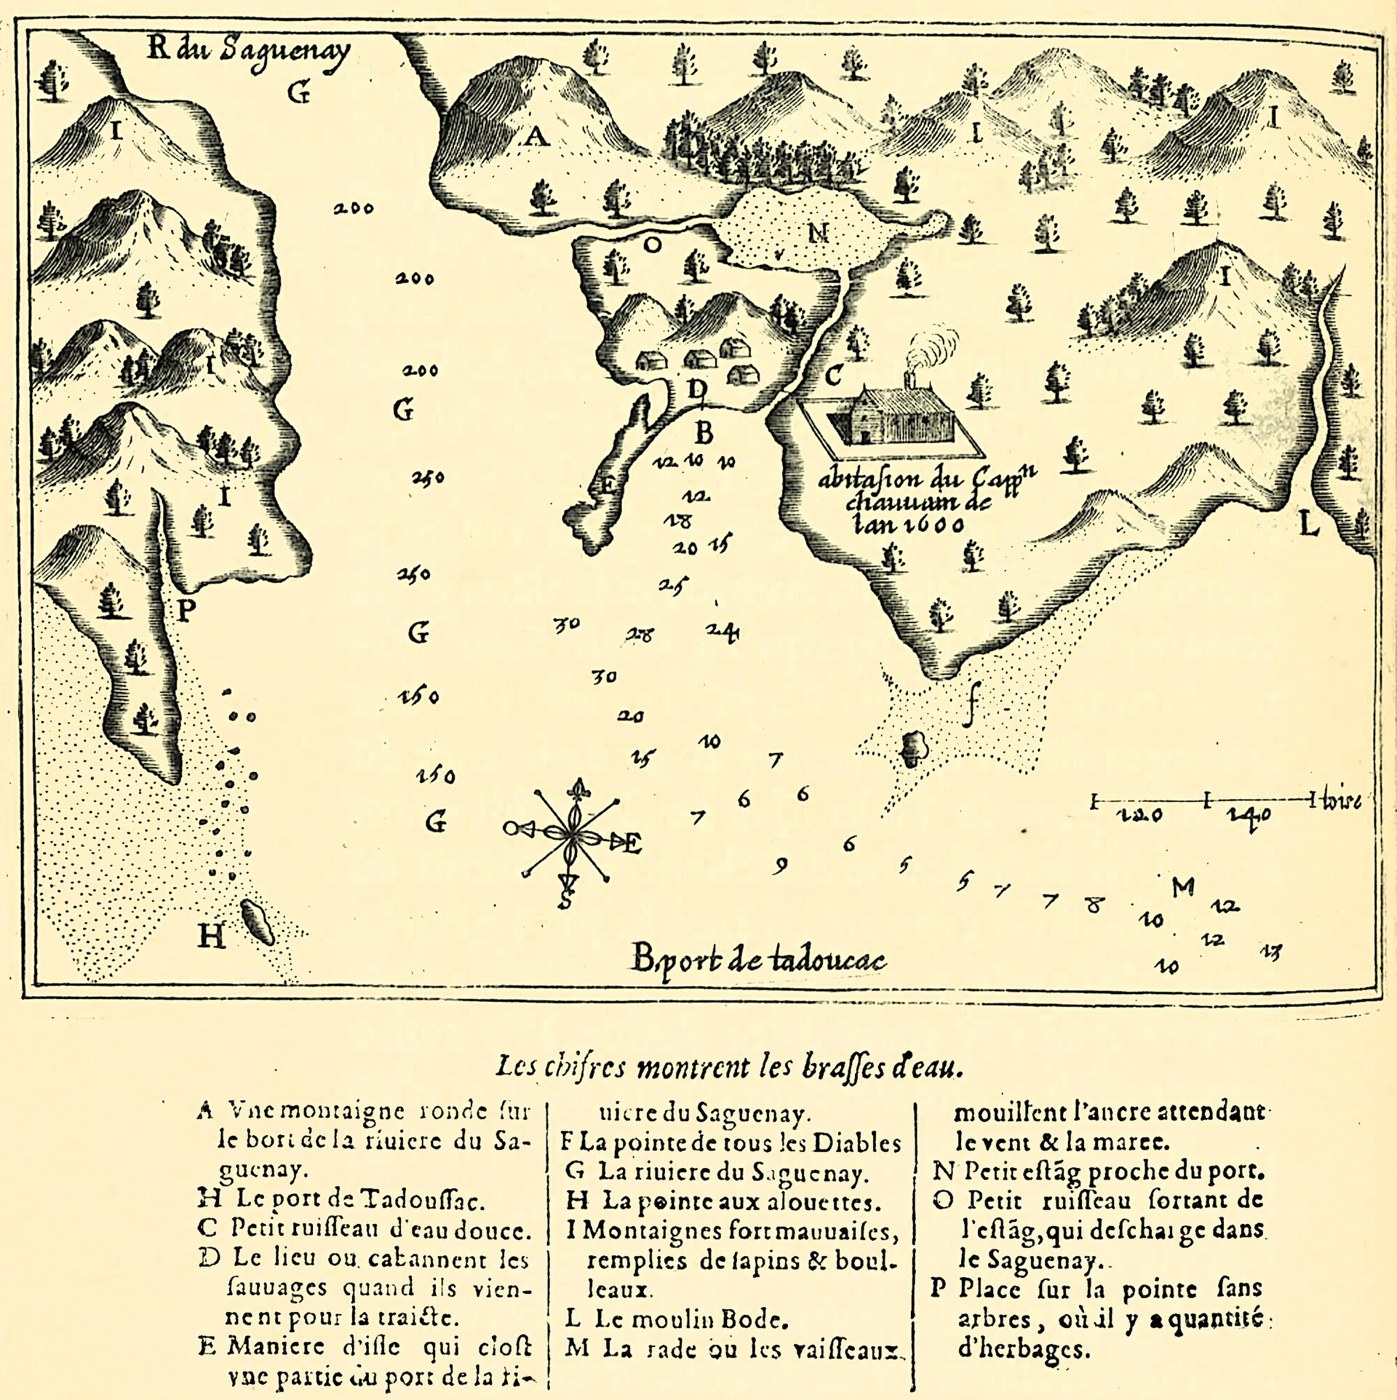 R du Saguenay
G
I
A
I
I
200
N
O
200
I
200
I
C
D
G
B
12 10 10
250
E
abitasion du Cappⁿ
chauuain de
lan 1600
12
I
18
L
20 15
250
25
P
G
30
28
24
30
150
f
20
10
15
7
150
6
6
7
G
120
140
toise
O
E
S
6
9
5
5
7
7
8
M
10
12
12
13
10
H
B, port de tadoucac
Les chifres montrent les brasses d'eau.
A Vne montaigne ronde sur
le bort de la riuiere du Sa-
guenay.
H Le port de Tadoussac.
C Petit ruisseau d'eau douce.
D Le lieu ou cabannent les
sauuages quand ils vien-
nent pour la traicte.
E Maniere d'isle qui clost
vne partie du port de la ri-
uiere du Saguenay.
F La pointe de tous les Diables
G La riuiere du Saguenay.
H La pointe aux alouettes.
I Montaignes fort mauuaises,
remplies de sapins & boul-
leaux.
L Le moulin Bode.
M La rade ou les vaisseaux
mouillent l'ancre attendant
le vent & la maree.
N Petit estãg proche du port.
O Petit ruisseau sortant de
l'estãg, qui descharge dans
le Saguenay.
P Place sur la pointe sans
arbres, où il y a quantité
d'herbages.